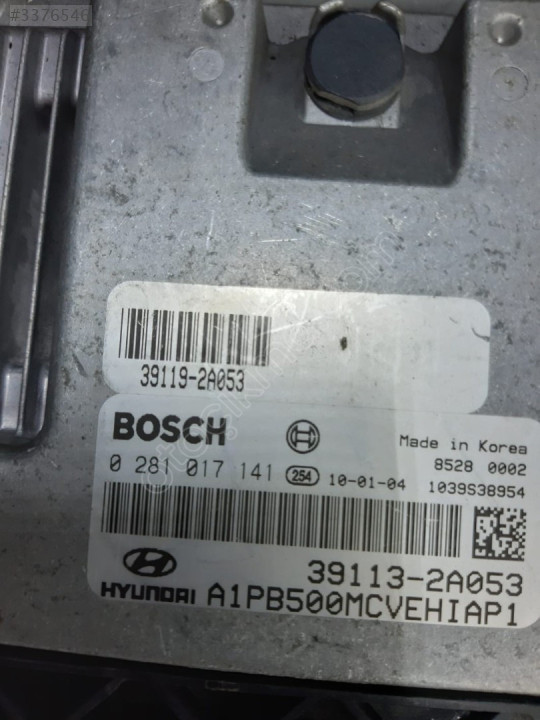 #3376546
39119-2A053
BOSCH
Made in Korea
8528 0002
0 281 017 141 254 10-01-04 1039S38954
39113-2A053
HYUNDAI A1PB500MCVEHIAP1